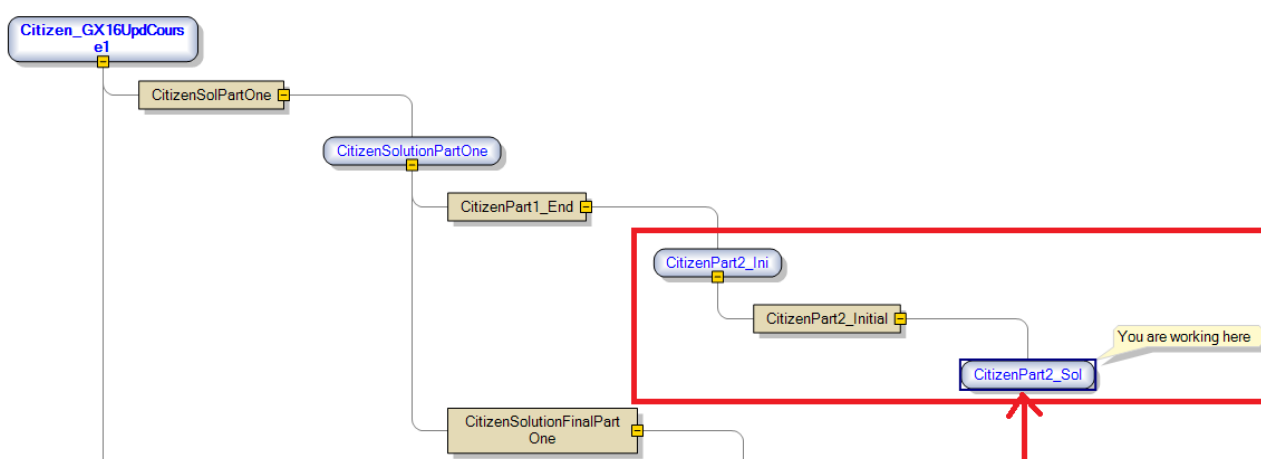 Citizen_GX16UpdCours
e1
CitizenSolPartOne
CitizenSolutionPartOne
CitizenPart1_End
CitizenPart2_Ini
CitizenPart2_Initial
You are working here
CitizenPart2_Sol
CitizenSolutionFinalPart
One